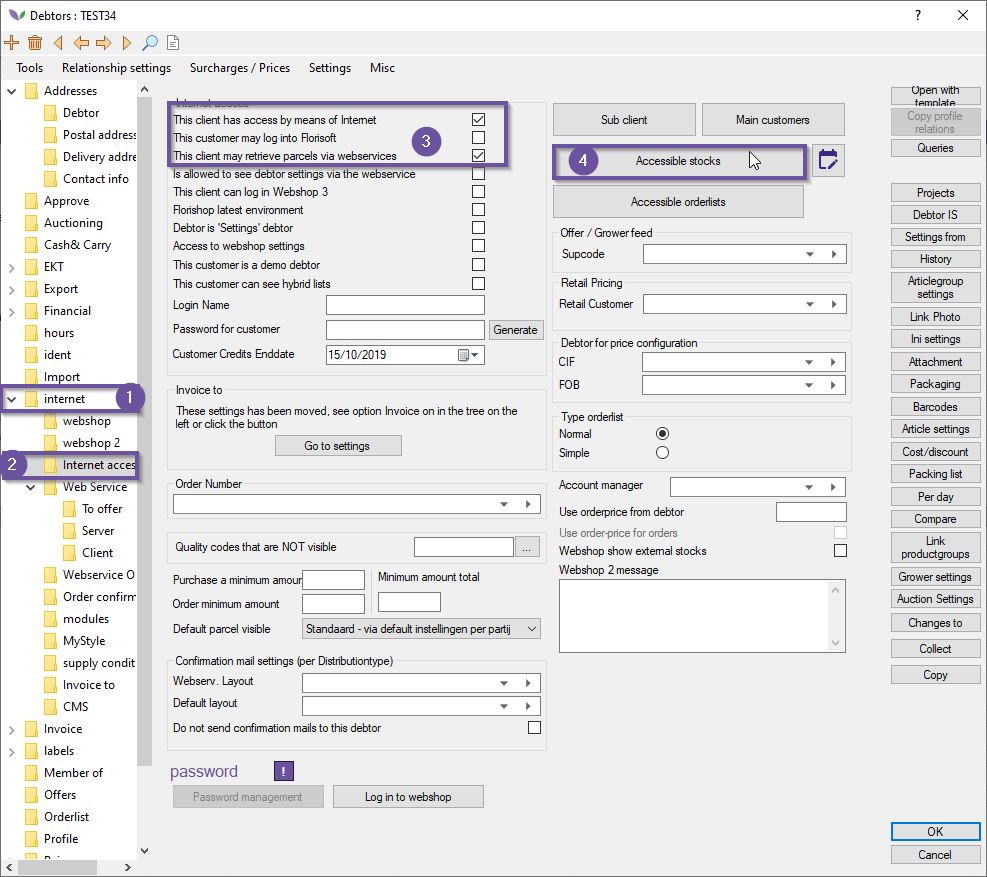 Debtors : TEST34
?
Tools Relationship settings Surcharges / Prices Settings Misc
Addresses
Debtor
Postal address
Delivery addre
Contact info
Approve
Auctioning
Cash& Carry
EKT
Export
Financial
hours
ident
Import
internet
1
webshop
webshop 2
2
Internet acces
Web Service
To offer
Server
Client
Webservice O
Order confirm
modules
MyStyle
supply condit
Invoice to
CMS
Invoice
labels
Member of
Offers
Orderlist
Profile
Internet access
This client has access by means of Internet
This customer may log into Florisoft
3
This client may retrieve parcels via webservices
Is allowed to see debtor settings via the webservice
This client can log in Webshop 3
Florishop latest environment
Debtor is 'Settings' debtor
Access to webshop settings
This customer is a demo debtor
This customer can see hybrid lists
Login Name
Password for customer Generate
Customer Credits Enddate 15/10/2019
Invoice to
These settings has been moved, see option Invoice on in the tree on the
left or click the button
Go to settings
Order Number
Quality codes that are NOT visible ...
Purchase a minimum amour Minimum amount total
Order minimum amount
Default parcel visible Standaard - via default instellingen per partij
Confirmation mail settings (per Distributiontype)
Webserv. Layout
Default layout
Do not send confirmation mails to this debtor
password !
Password management Log in to webshop
Sub client Main customers
4 Accessible stocks
Accessible orderlists
Offer / Grower feed
Supcode
Retail Pricing
Retail Customer
Debtor for price configuration
CIF
FOB
Type orderlist
Normal
Simple
Account manager
Use orderprice from debtor
Use order-price for orders
Webshop show external stocks
Webshop 2 message
Open with
template
Copy profile
relations
Queries
Projects
Debtor IS
Settings from
History
Articlegroup
settings
Link Photo
Ini settings
Attachment
Packaging
Barcodes
Article settings
Cost/discount
Packing list
Per day
Compare
Link
productgroups
Grower settings
Auction Settings
Changes to
Collect
Copy
OK
Cancel